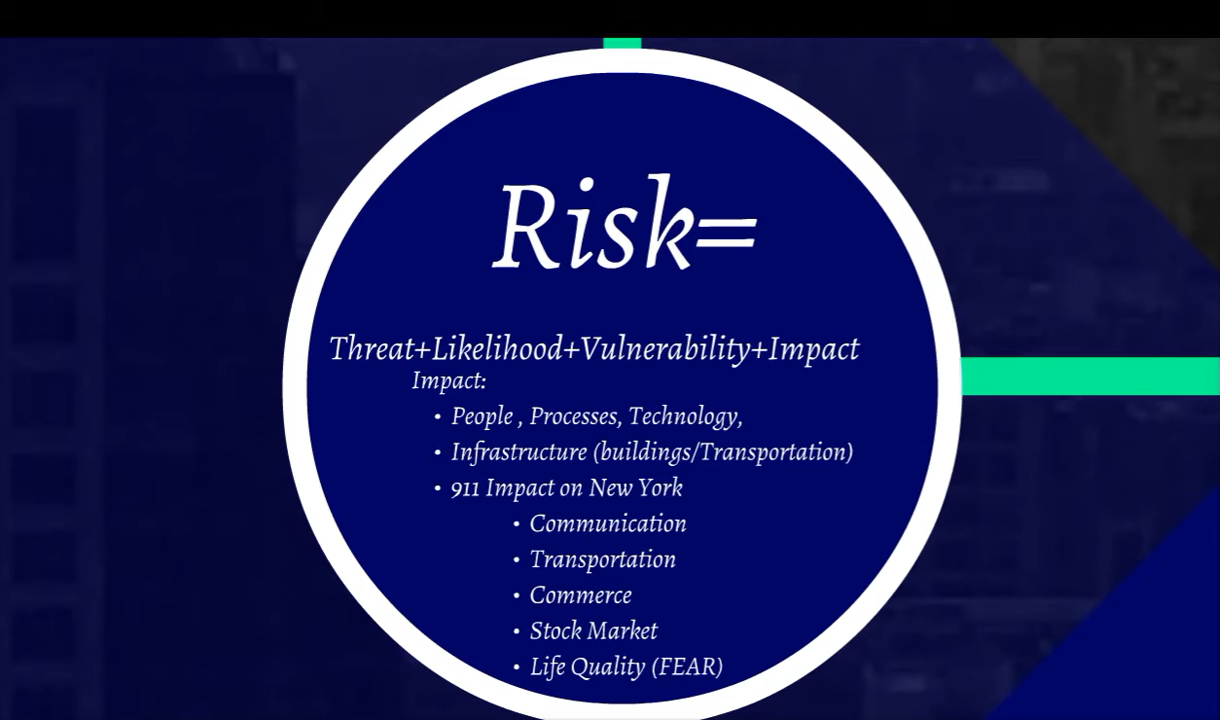 Risk=
Threat+Likelihood+Vulnerability+Impact
Impact:
• People , Processes, Technology,
• Infrastructure (buildings/Transportation)
• 911 Impact on New York
• Communication
• Transportation
• Commerce
• Stock Market
• Life Quality (FEAR)